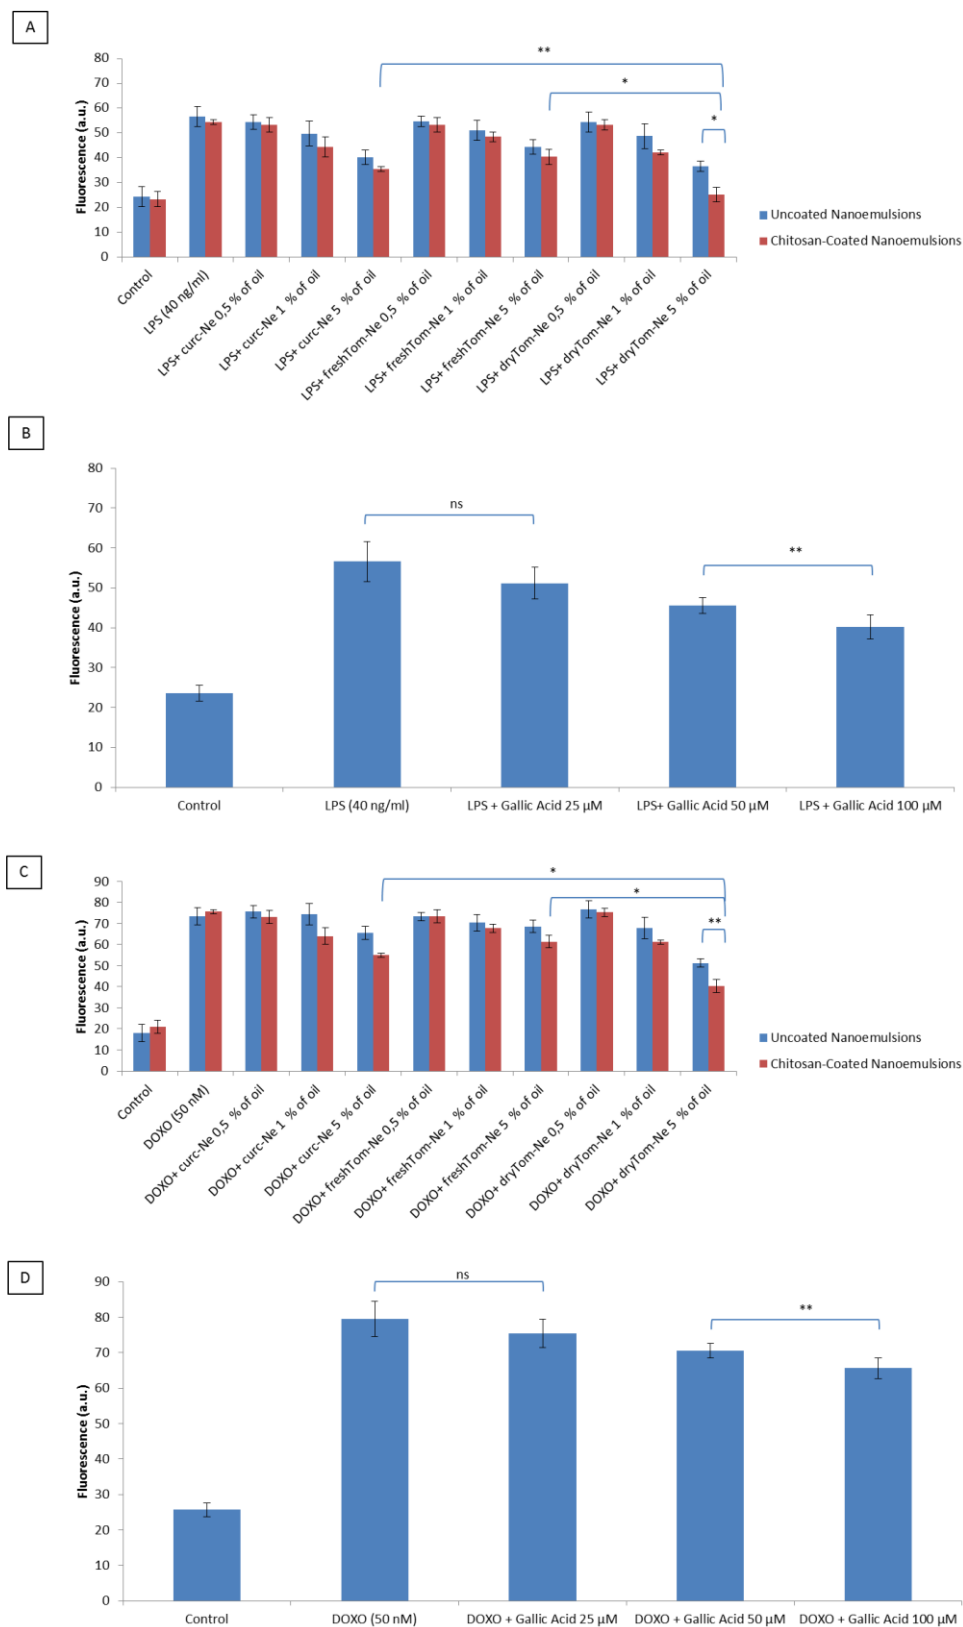 A
**
*
*
80
70
60
50
40
30
20
10
0
Fluorescence (a.u.)
Control
LPS (40 ng/ml)
LPS+ curc-Ne 0,5 % of oil
LPS+ curc-Ne 1 % of oil
LPS+ curc-Ne 5 % of oil
LPS+ freshTom-Ne 0,5 % of oil
LPS+ freshTom-Ne 1 % of oil
LPS+ freshTom-Ne 5 % of oil
LPS+ dryTom-Ne 0,5 % of oil
LPS+ dryTom-Ne 1 % of oil
LPS+ dryTom-Ne 5 % of oil
Uncoated Nanoemulsions
Chitosan-Coated Nanoemulsions
B
80
70
60
50
40
30
20
10
0
Fluorescence (a.u.)
ns
**
Control
LPS (40 ng/ml)
LPS + Gallic Acid 25 µM
LPS+ Gallic Acid 50 µM
LPS + Gallic Acid 100 µM
C
*
*
**
90
80
70
60
50
40
30
20
10
0
Fluorescence (a.u.)
Control
DOXO (50 nM)
DOXO+ curc-Ne 0,5 % of oil
DOXO+ curc-Ne 1 % of oil
DOXO+ curc-Ne 5 % of oil
DOXO+ freshTom-Ne 0,5 % of oil
DOXO+ freshTom-Ne 1 % of oil
DOXO+ freshTom-Ne 5 % of oil
DOXO+ dryTom-Ne 0,5 % of oil
DOXO+ dryTom-Ne 1 % of oil
DOXO+ dryTom-Ne 5 % of oil
Uncoated Nanoemulsions
Chitosan-Coated Nanoemulsions
D
90
80
70
60
50
40
30
20
10
0
Fluorescence (a.u.)
ns
**
Control
DOXO (50 nM)
DOXO + Gallic Acid 25 µM
DOXO + Gallic Acid 50 µM
DOXO + Gallic Acid 100 µM